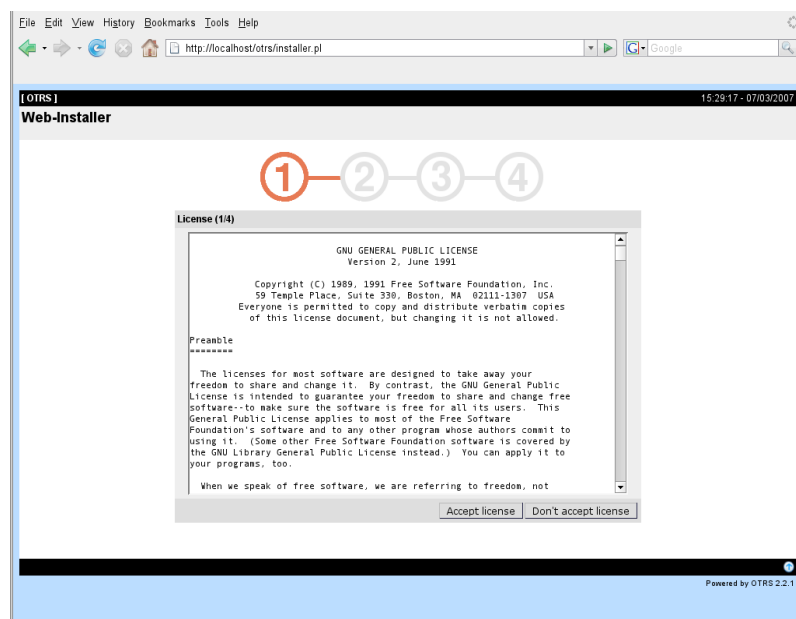 File Edit View History Bookmarks Tools Help
http://localhost/otrs/installer.pl
G Google
[ OTRS ] 15:29:17 - 07/03/2007
Web-Installer
1 2 3 4
License (1/4)
GNU GENERAL PUBLIC LICENSE
Version 2, June 1991
Copyright (C) 1989, 1991 Free Software Foundation, Inc.
59 Temple Place, Suite 330, Boston, MA 02111-1307 USA
Everyone is permitted to copy and distribute verbatim copies
of this license document, but changing it is not allowed.
Preamble
========
The licenses for most software are designed to take away your
freedom to share and change it. By contrast, the GNU General Public
License is intended to guarantee your freedom to share and change free
software--to make sure the software is free for all its users. This
General Public License applies to most of the Free Software
Foundation's software and to any other program whose authors commit to
using it. (Some other Free Software Foundation software is covered by
the GNU Library General Public License instead.) You can apply it to
your programs, too.
When we speak of free software, we are referring to freedom, not
Accept license Don't accept license
Powered by OTRS 2.2.1